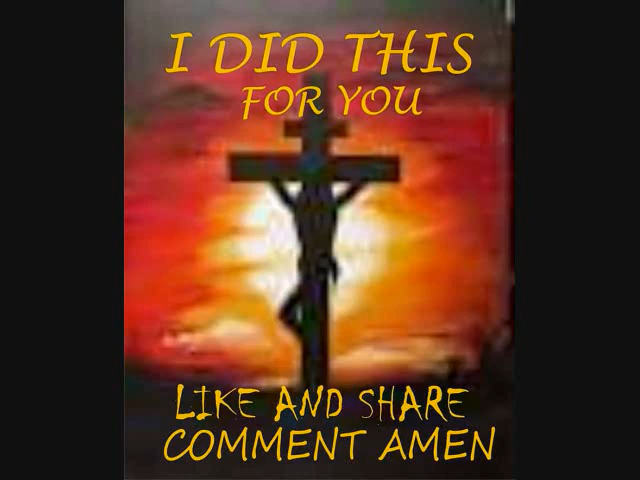 I DID THIS
FOR YOU
LIKE AND SHARE
COMMENT AMEN